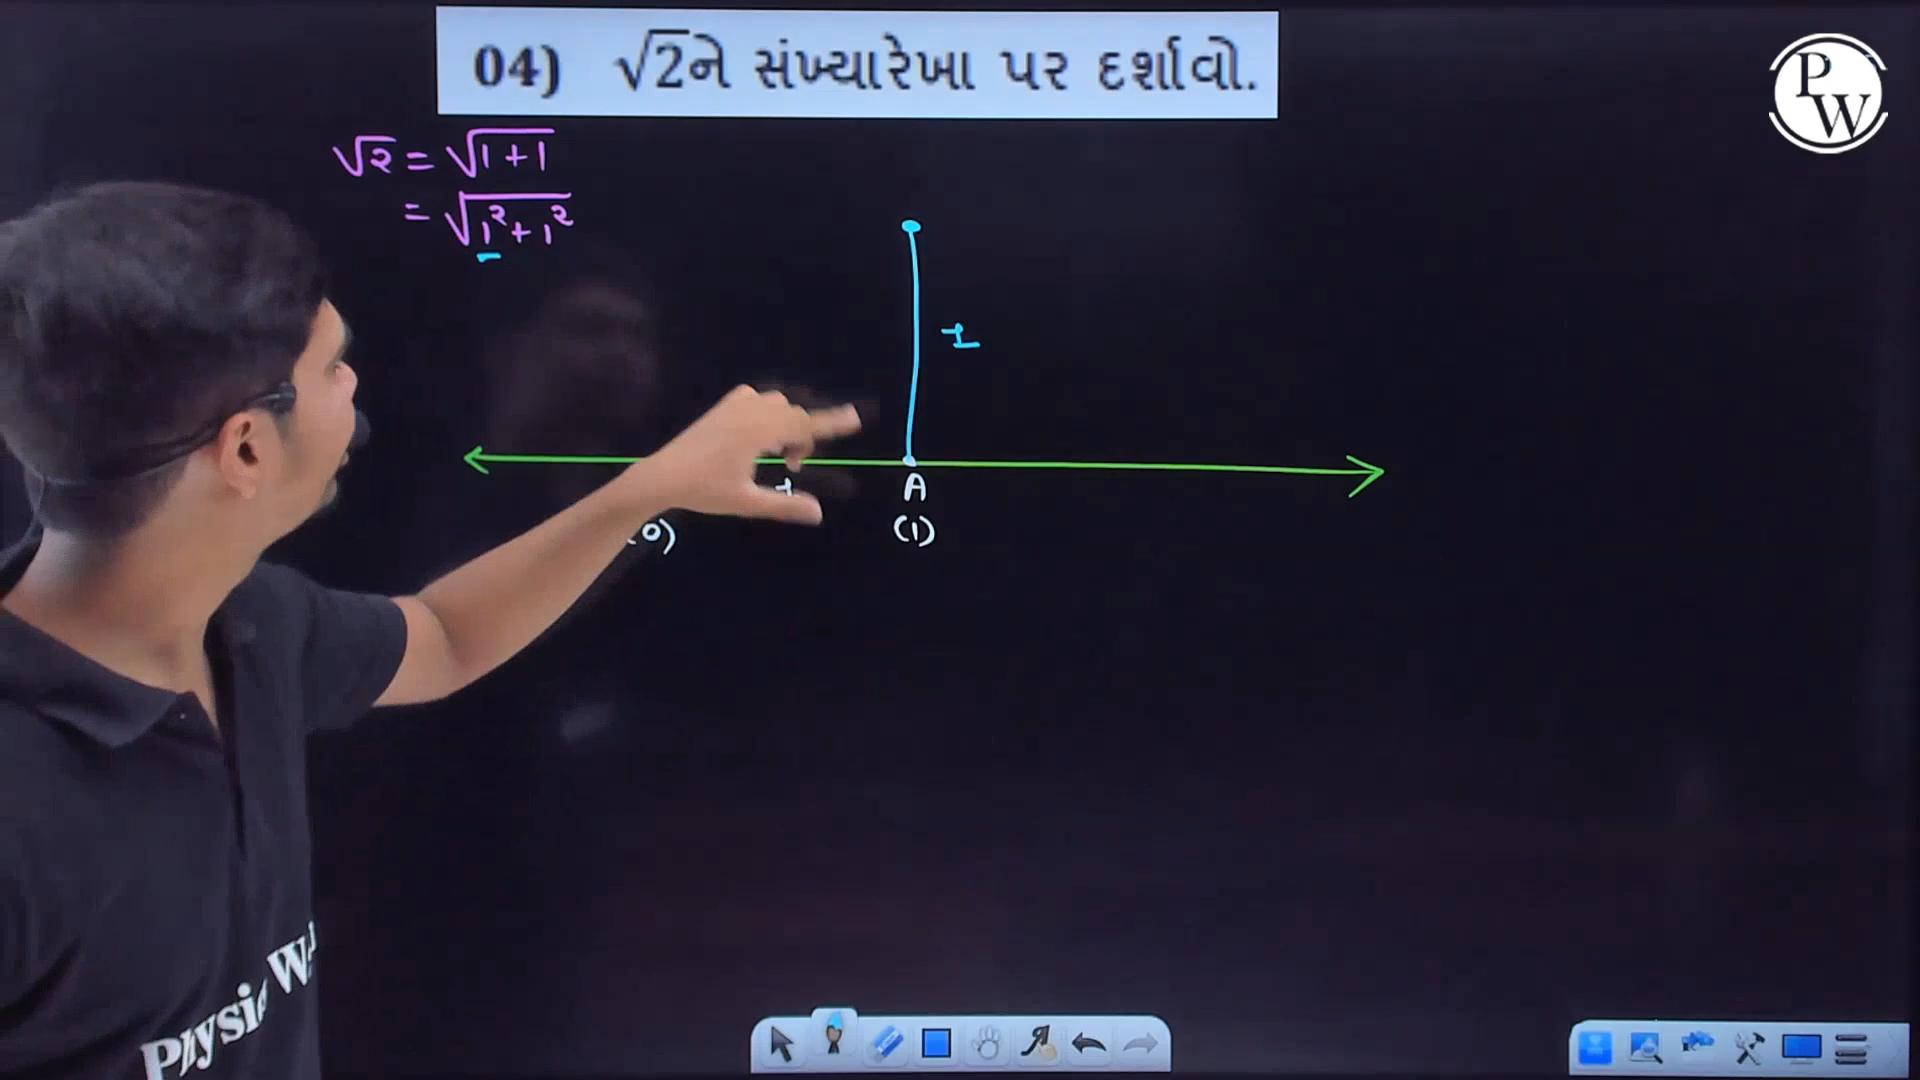 04) √2ને સંખ્યારેખા પર દર્શાવો.
P
W
√2 = √1+1
= √1²+1²
1
A
(0) (1)
Physics W